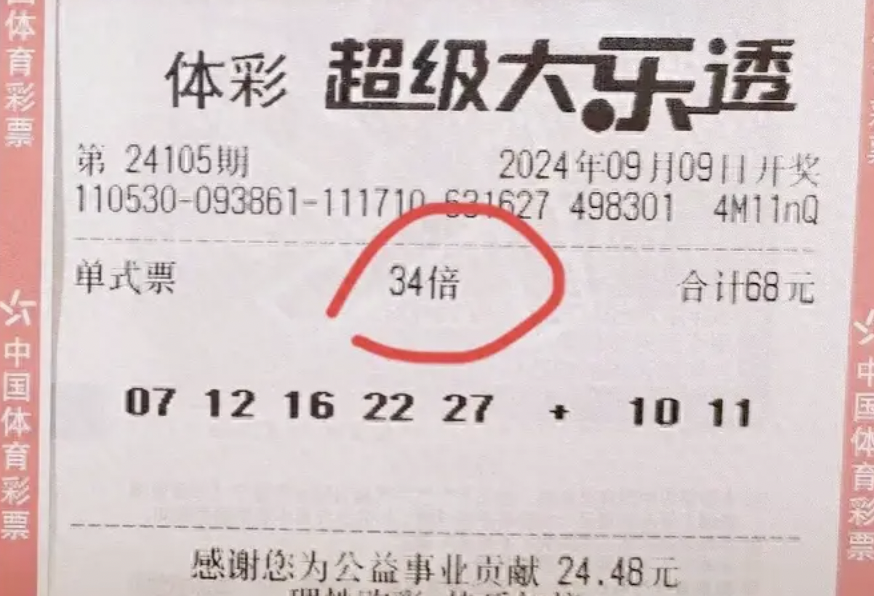 体彩 超级大乐透
第 24105期 2024年09月09日开奖
110530-093861-111710 631627 498301 4M11nQ
单式票 34倍 合计68元
07 12 16 22 27 + 10 11
感谢您为公益事业贡献 24.48元
国体育彩票
中国体育彩票
中国体育彩票